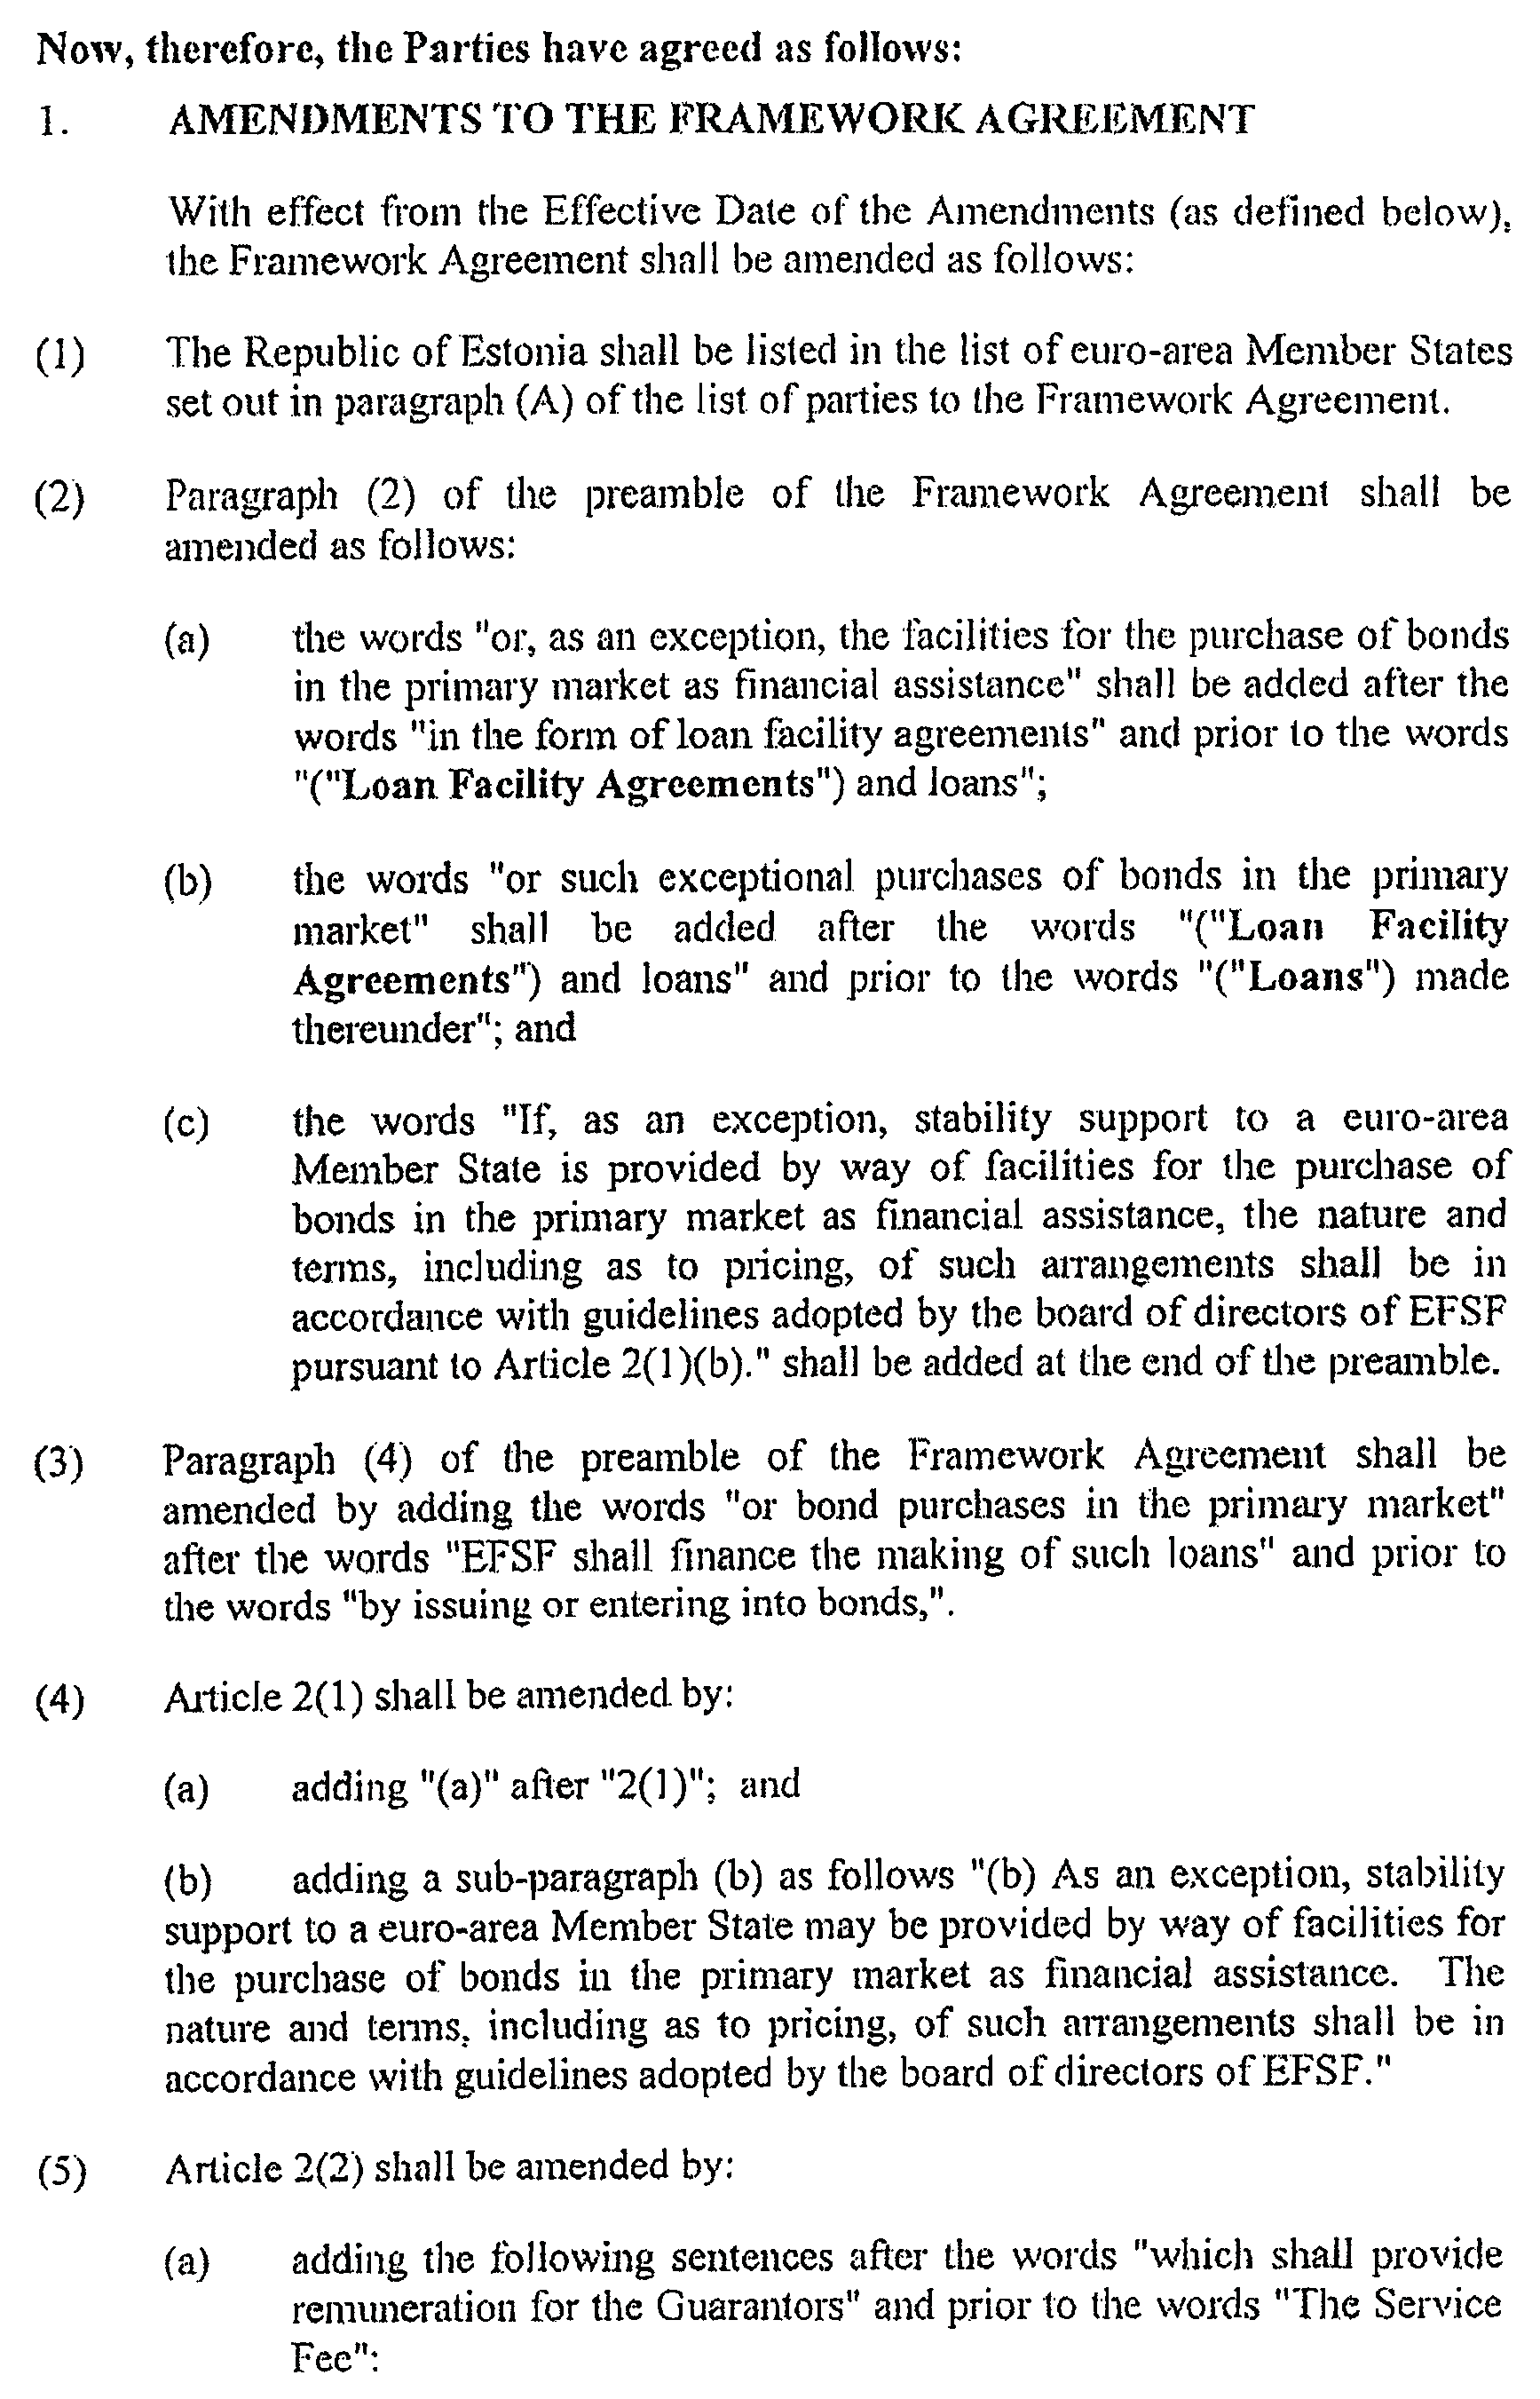 Now, therefore, the Parties have agreed as follows:
1. AMENDMENTS TO THE FRAMEWORK AGREEMENT
With effect from the Effective Date of the Amendments (as defined below),
the Framework Agreement shall be amended as follows:
(1) The Republic of Estonia shall be listed in the list of euro-area Member States
set out in paragraph (A) of the list of parties to the Framework Agreement.
(2) Paragraph (2) of the preamble of the Framework Agreement shall be
amended as follows:
(a) the words "or, as an exception, the facilities for the purchase of bonds
in the primary market as financial assistance" shall be added after the
words "in the form of loan facility agreements" and prior to the words
"("Loan Facility Agreements") and loans";
(b) the words "or such exceptional purchases of bonds in the primary
market" shall be added after the words "("Loan Facility
Agreements") and loans" and prior to the words "("Loans") made
thereunder"; and
(c) the words "If, as an exception, stability support to a euro-area
Member State is provided by way of facilities for the purchase of
bonds in the primary market as financial assistance, the nature and
terms, including as to pricing, of such arrangements shall be in
accordance with guidelines adopted by the board of directors of EFSF
pursuant to Article 2(1)(b)." shall be added at the end of the preamble.
(3) Paragraph (4) of the preamble of the Framework Agreement shall be
amended by adding the words "or bond purchases in the primary market"
after the words "EFSF shall finance the making of such loans" and prior to
the words "by issuing or entering into bonds,".
(4) Article 2(1) shall be amended by:
(a) adding "(a)" after "2(1)"; and
(b) adding a sub-paragraph (b) as follows "(b) As an exception, stability
support to a euro-area Member State may be provided by way of facilities for
the purchase of bonds in the primary market as financial assistance. The
nature and terms, including as to pricing, of such arrangements shall be in
accordance with guidelines adopted by the board of directors of EFSF."
(5) Article 2(2) shall be amended by:
(a) adding the following sentences after the words "which shall provide
remuneration for the Guarantors" and prior to the words "The Service
Fee":